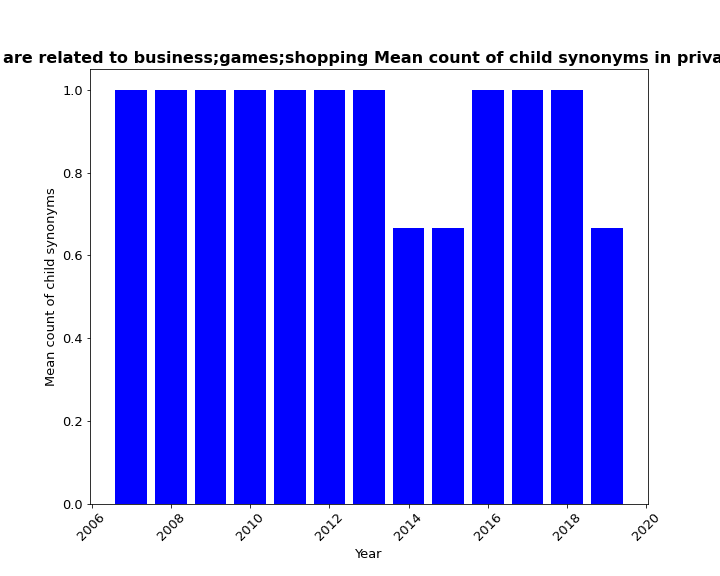 are related to business;games;shopping Mean count of child synonyms in priva
1.0
0.8
0.6
0.4
0.2
0.0
Mean count of child synonyms
2006 2008 2010 2012 2014 2016 2018 2020
Year